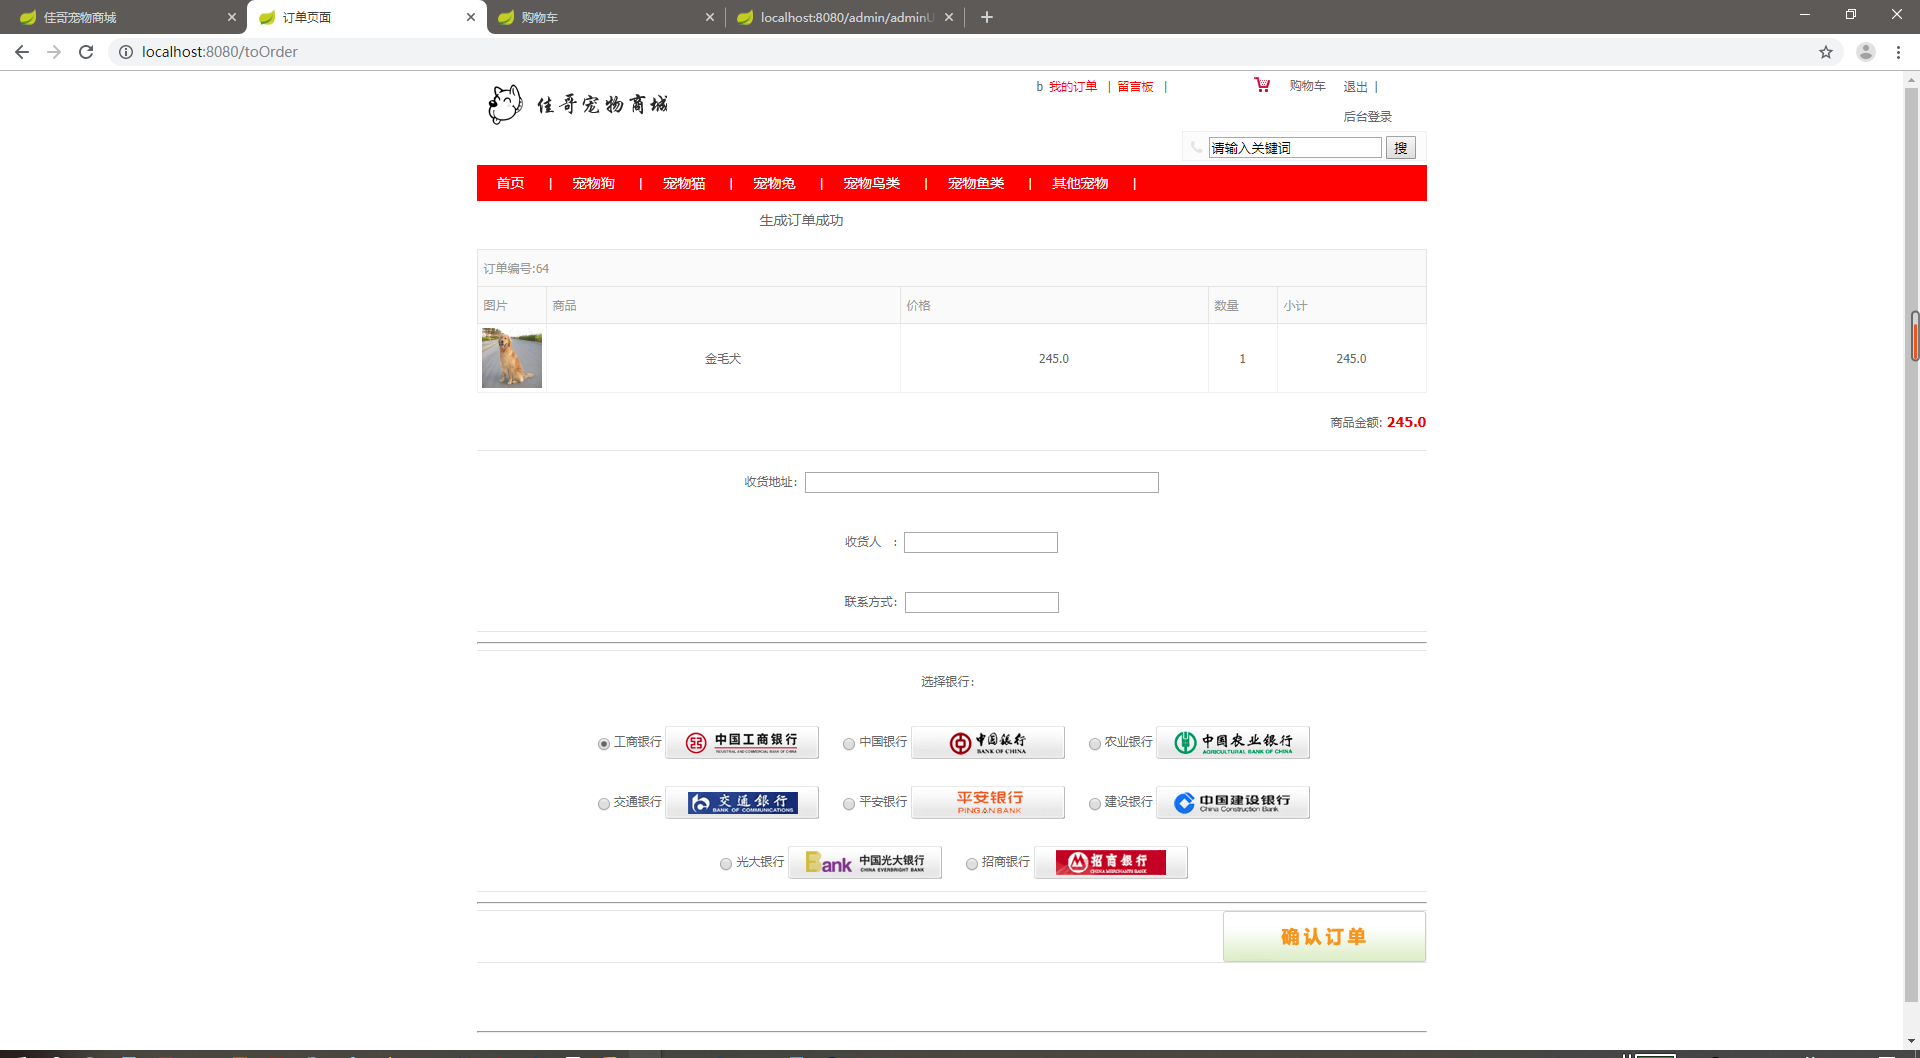 佳哥宠物商城
订单页面
购物车
localhost:8080/admin/adminU
localhost:8080/toOrder
佳哥宠物商城
b 我的订单 | 留言板 |
购物车 退出 |
后台登录
请输入关键词 搜
首页 | 宠物狗 | 宠物猫 | 宠物兔 | 宠物鸟类 | 宠物鱼类 | 其他宠物 |
生成订单成功
订单编号:64
图片 商品 价格 数量 小计
金毛犬 245.0 1 245.0
商品金额: 245.0
收货地址:
收货人 :
联系方式:
选择银行:
工商银行 中国工商银行 INDUSTRIAL AND COMMERCIAL BANK OF CHINA 中国银行 中国银行 BANK OF CHINA 农业银行 中国农业银行 AGRICULTURAL BANK OF CHINA
交通银行 交通银行 BANK OF COMMUNICATIONS 平安银行 平安银行 PINGAN BANK 建设银行 中国建设银行 China Construction Bank
光大银行 Bank 中国光大银行 CHINA EVERBRIGHT BANK 招商银行 招商银行 CHINA MERCHANTS BANK
确认订单